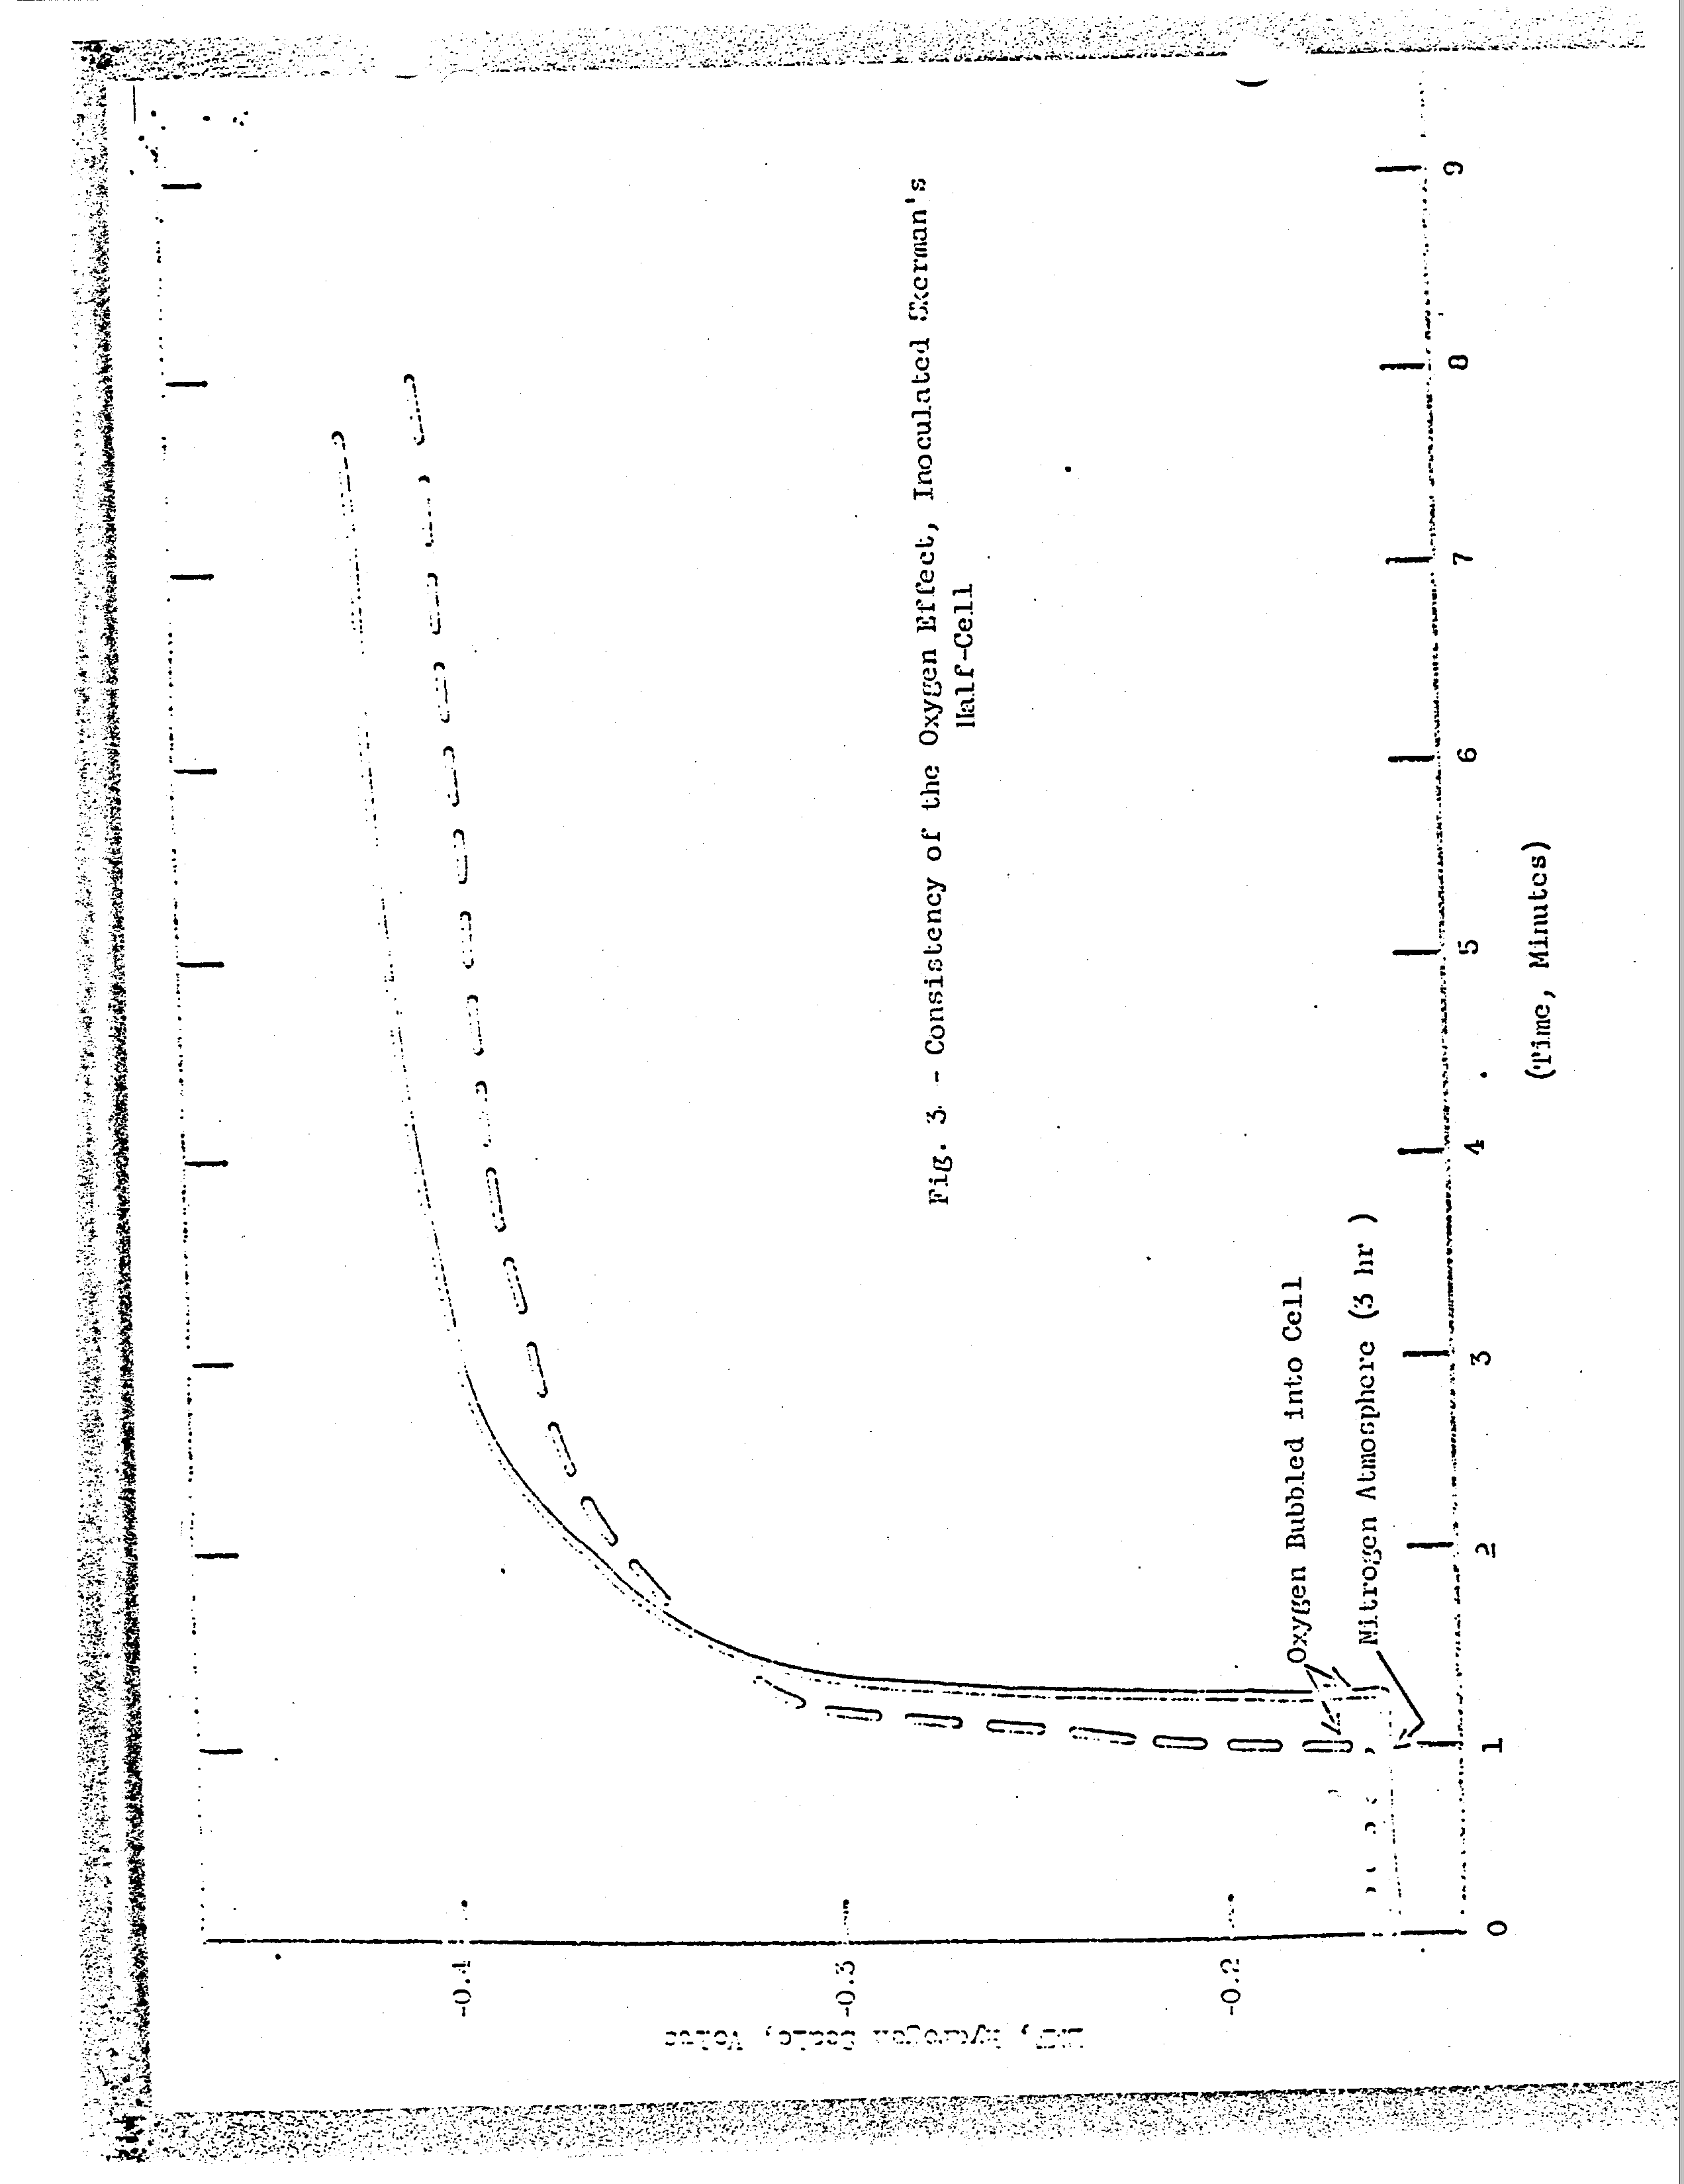 -0.4
-0.3
-0.2
Hydrogen Scale, Volts
Fig. 3 - Consistency of the Oxygen Effect, Inoculated Skerman's
Half-Cell
Oxygen Bubbled into Cell
Nitrogen Atmosphere (3 hr )
0 1 2 3 4 5 6 7 8 9
(Time, Minutes)